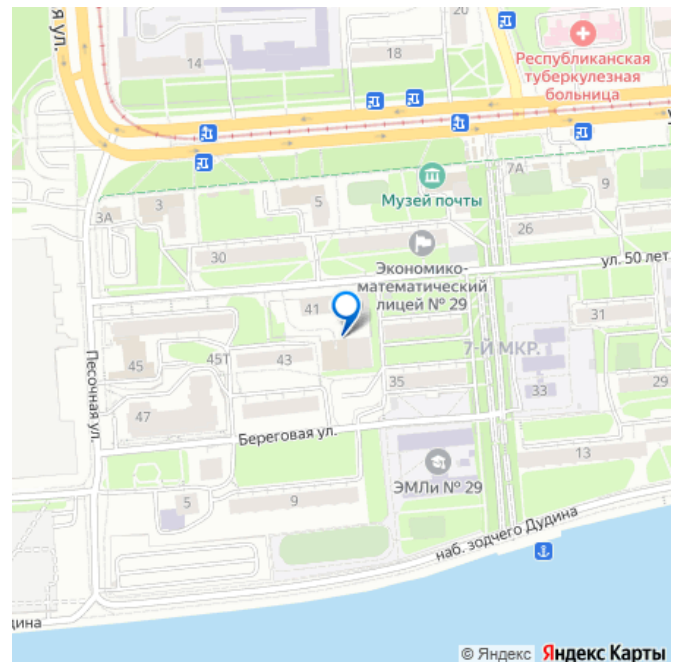 20
18
14
я ул.
Республиканская
туберкулезная
больница
у
Музей почты
7А
9
3А
3
5
26
30
Экономико-
математический
лицей № 29
ул. 50 лет
41
31
7-Й МКР.
45
45Т
43
35
33
29
Песочная ул.
47
Береговая ул.
ЭМЛи № 29
13
5
9
наб. зодчего Дудина
дина
© Яндекс Яндекс Карты